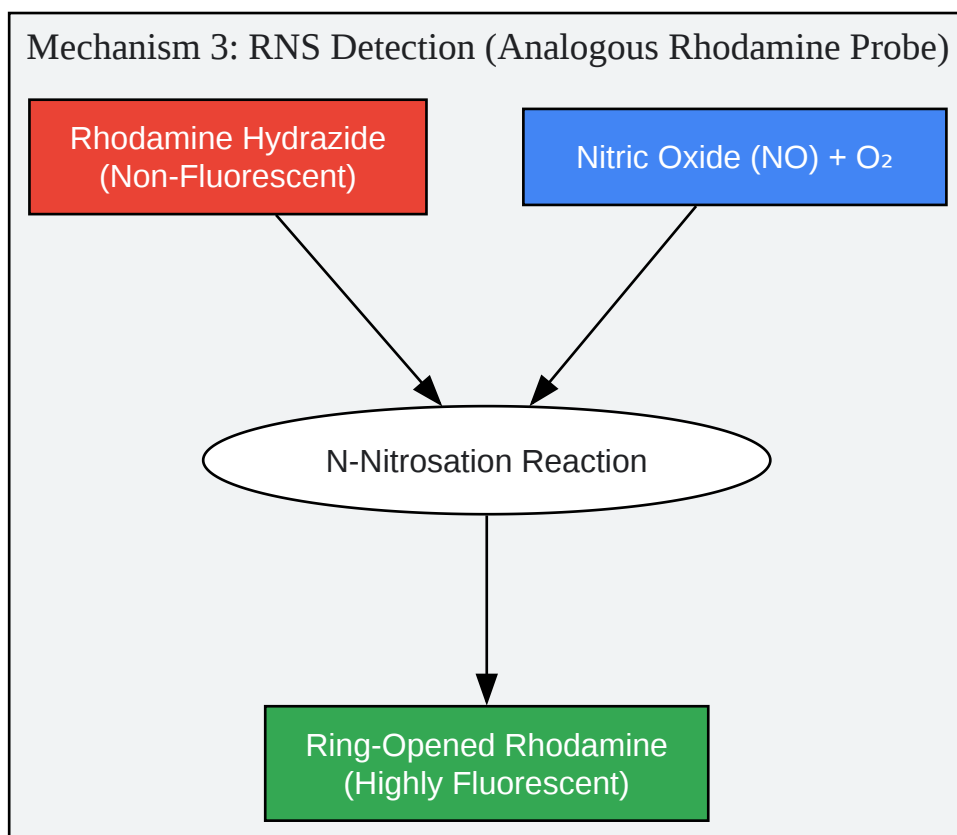 Mechanism 3: RNS Detection (Analogous Rhodamine Probe)
Rhodamine Hydrazide
(Non-Fluorescent)
Nitric Oxide (NO) + O₂
N-Nitrosation Reaction
Ring-Opened Rhodamine
(Highly Fluorescent)